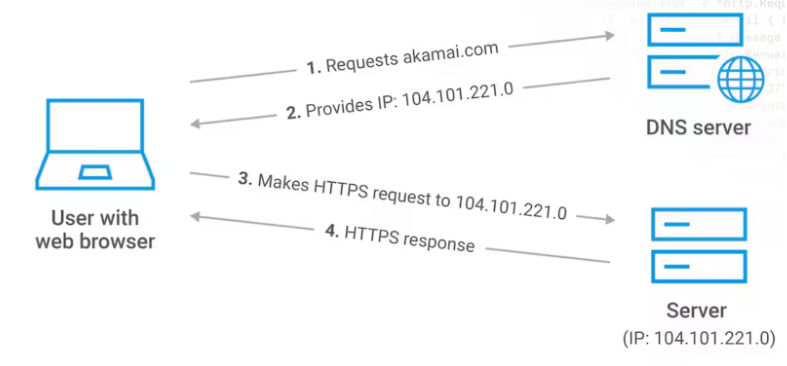 1. Requests akamai.com
2. Provides IP: 104.101.221.0
DNS server
3. Makes HTTPS request to 104.101.221.0
User with
web browser
4. HTTPS response
Server
(IP: 104.101.221.0)